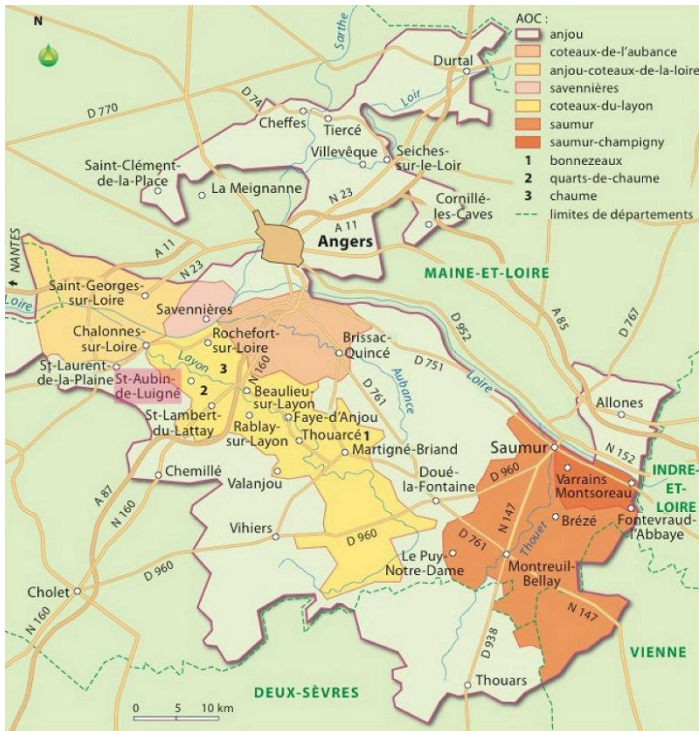 N
AOC :
anjou
coteaux-de-l'aubance
anjou-coteaux-de-la-loire
savennières
coteaux-du-layon
saumur
saumur-champigny
1 bonnezeaux
2 quarts-de-chaume
3 chaume
limites de départements
Sarthe
Durtal
D 770
D 74
Loir
Cheffes
Tiercé
Villevêque
Seiches-
sur-le-Loir
Saint-Clément-
de-la-Place
La Meignanne
N 23
Cornillé-
les-Caves
A 11
Angers
NANTES
A 11
N 23
MAINE-ET-LOIRE
Saint-Georges-
sur-Loire
Loire
Savennières
D 952
A 85
D 767
Chalonnes-
sur-Loire
Rochefort-
sur-Loire
Brissac-
Quincé
D 751
Layon
St-Laurent-
de-la-Plaine
St-Aubin-
de-Luigné
3
2
N 160
D 761
Aubance
Loire
Beaulieu-
sur-Layon
Allones
St-Lambert-
du-Lattay
Rablay-
sur-Layon
Faye-d'Anjou
Thouarcé
1
Martigné-Briand
Saumur
N 152
Chemillé
Valanjou
Doué-
la-Fontaine
D 960
Varrains
Montsoreau
INDRE-
ET-
LOIRE
A 87
N 160
N 147
Thouet
Brézé
Fontevraud-
l'Abbaye
Vihiers
D 960
D 761
Le Puy-
Notre-Dame
Montreuil-
Bellay
D 960
Cholet
N 160
N 147
D 938
VIENNE
DEUX-SÈVRES
Thouars
0 5 10 km